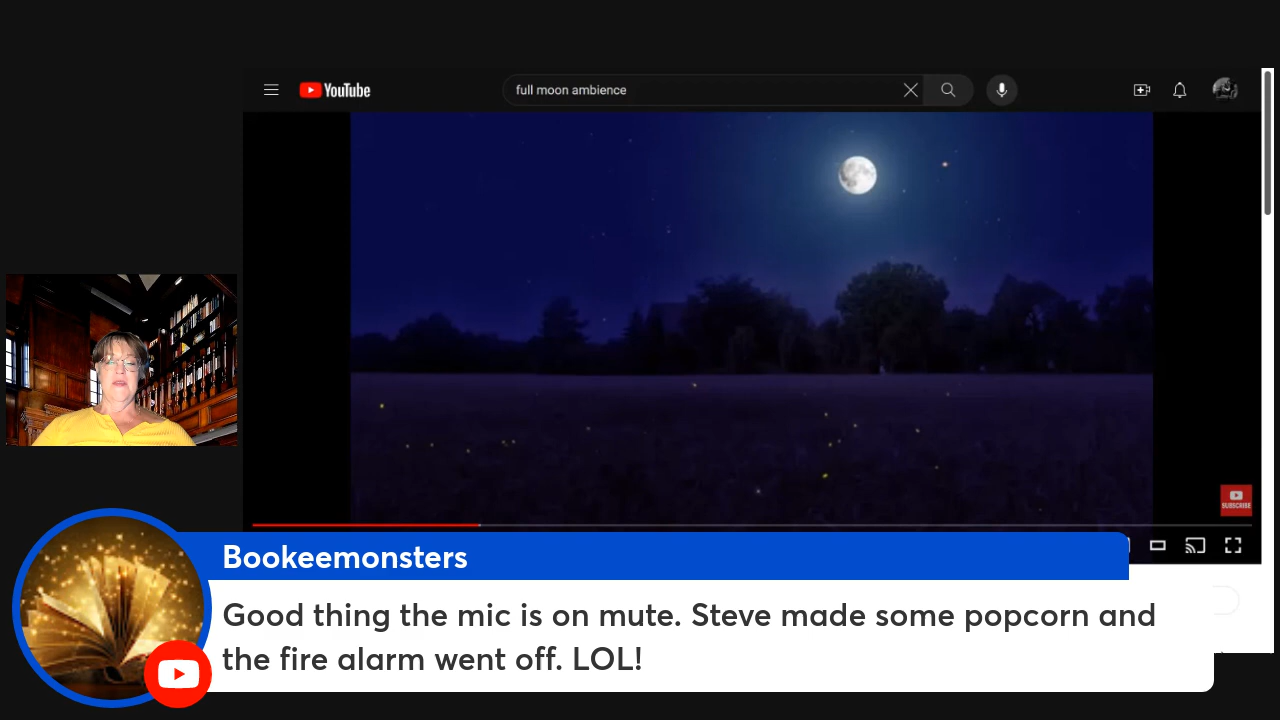 YouTube
full moon ambience
SUBSCRIBE
Bookeemonsters
Good thing the mic is on mute. Steve made some popcorn and
the fire alarm went off. LOL!